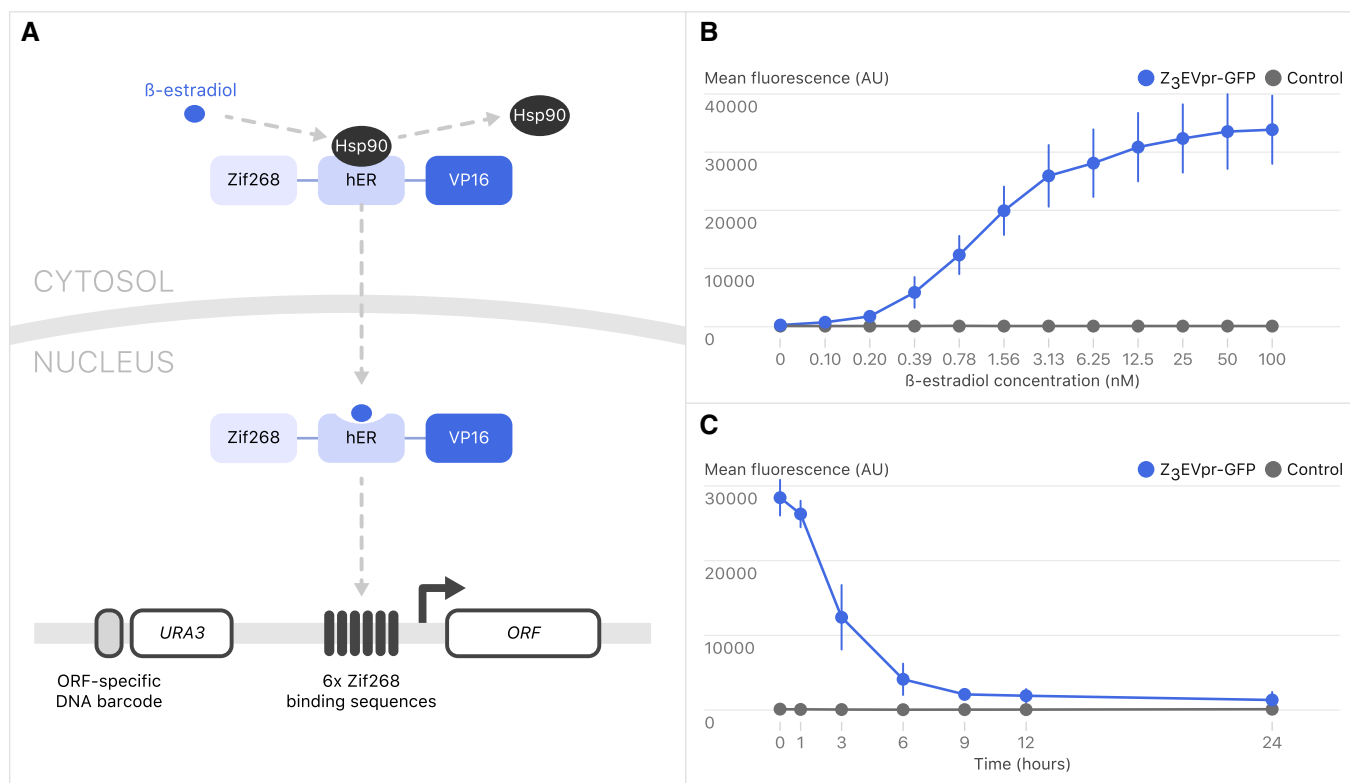 A
ß-estradiol
Hsp90
Hsp90
Zif268
hER
VP16
CYTOSOL
NUCLEUS
Zif268
hER
VP16
URA3
ORF
ORF-specific
DNA barcode
6x Zif268
binding sequences
B
Mean fluorescence (AU)
Z3EVpr-GFP
Control
40000
30000
20000
10000
0
0 0.10 0.20 0.39 0.78 1.56 3.13 6.25 12.5 25 50 100
ß-estradiol concentration (nM)
C
Mean fluorescence (AU)
Z3EVpr-GFP
Control
30000
20000
10000
0
0 1 3 6 9 12 24
Time (hours)